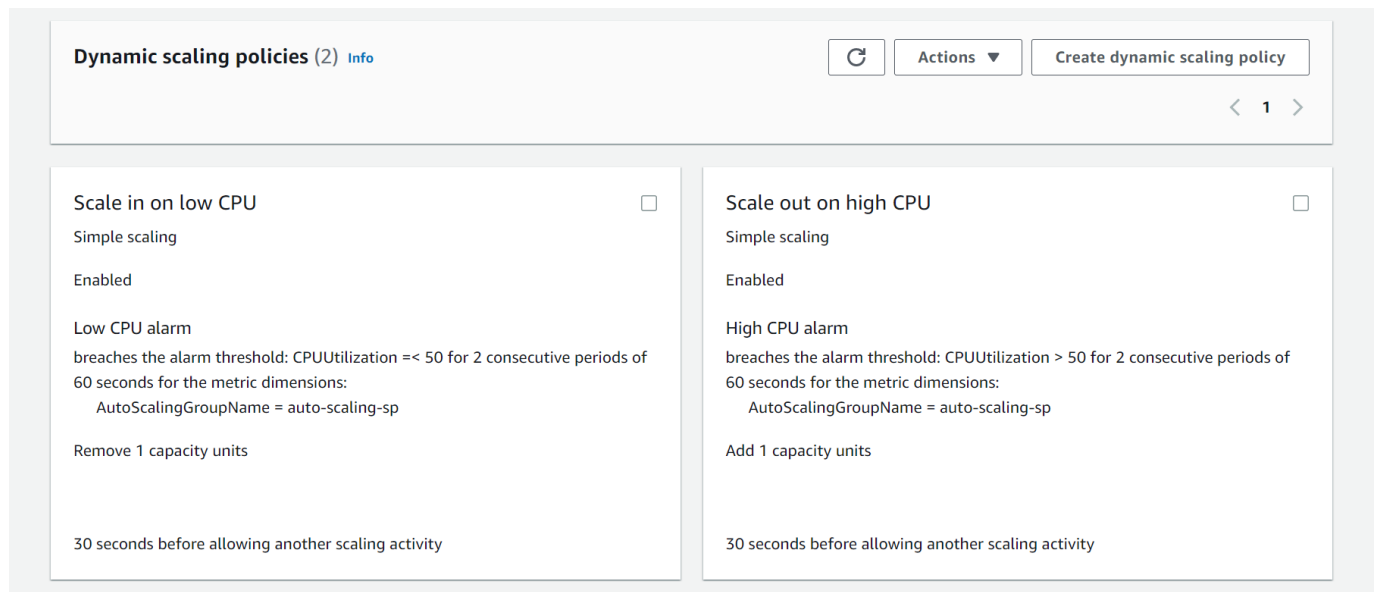 Dynamic scaling policies (2) Info
Actions ▼
Create dynamic scaling policy
< 1 >
Scale in on low CPU
Simple scaling
Enabled
Low CPU alarm
breaches the alarm threshold: CPUUtilization =< 50 for 2 consecutive periods of
60 seconds for the metric dimensions:
AutoScalingGroupName = auto-scaling-sp
Remove 1 capacity units
30 seconds before allowing another scaling activity
Scale out on high CPU
Simple scaling
Enabled
High CPU alarm
breaches the alarm threshold: CPUUtilization > 50 for 2 consecutive periods of
60 seconds for the metric dimensions:
AutoScalingGroupName = auto-scaling-sp
Add 1 capacity units
30 seconds before allowing another scaling activity